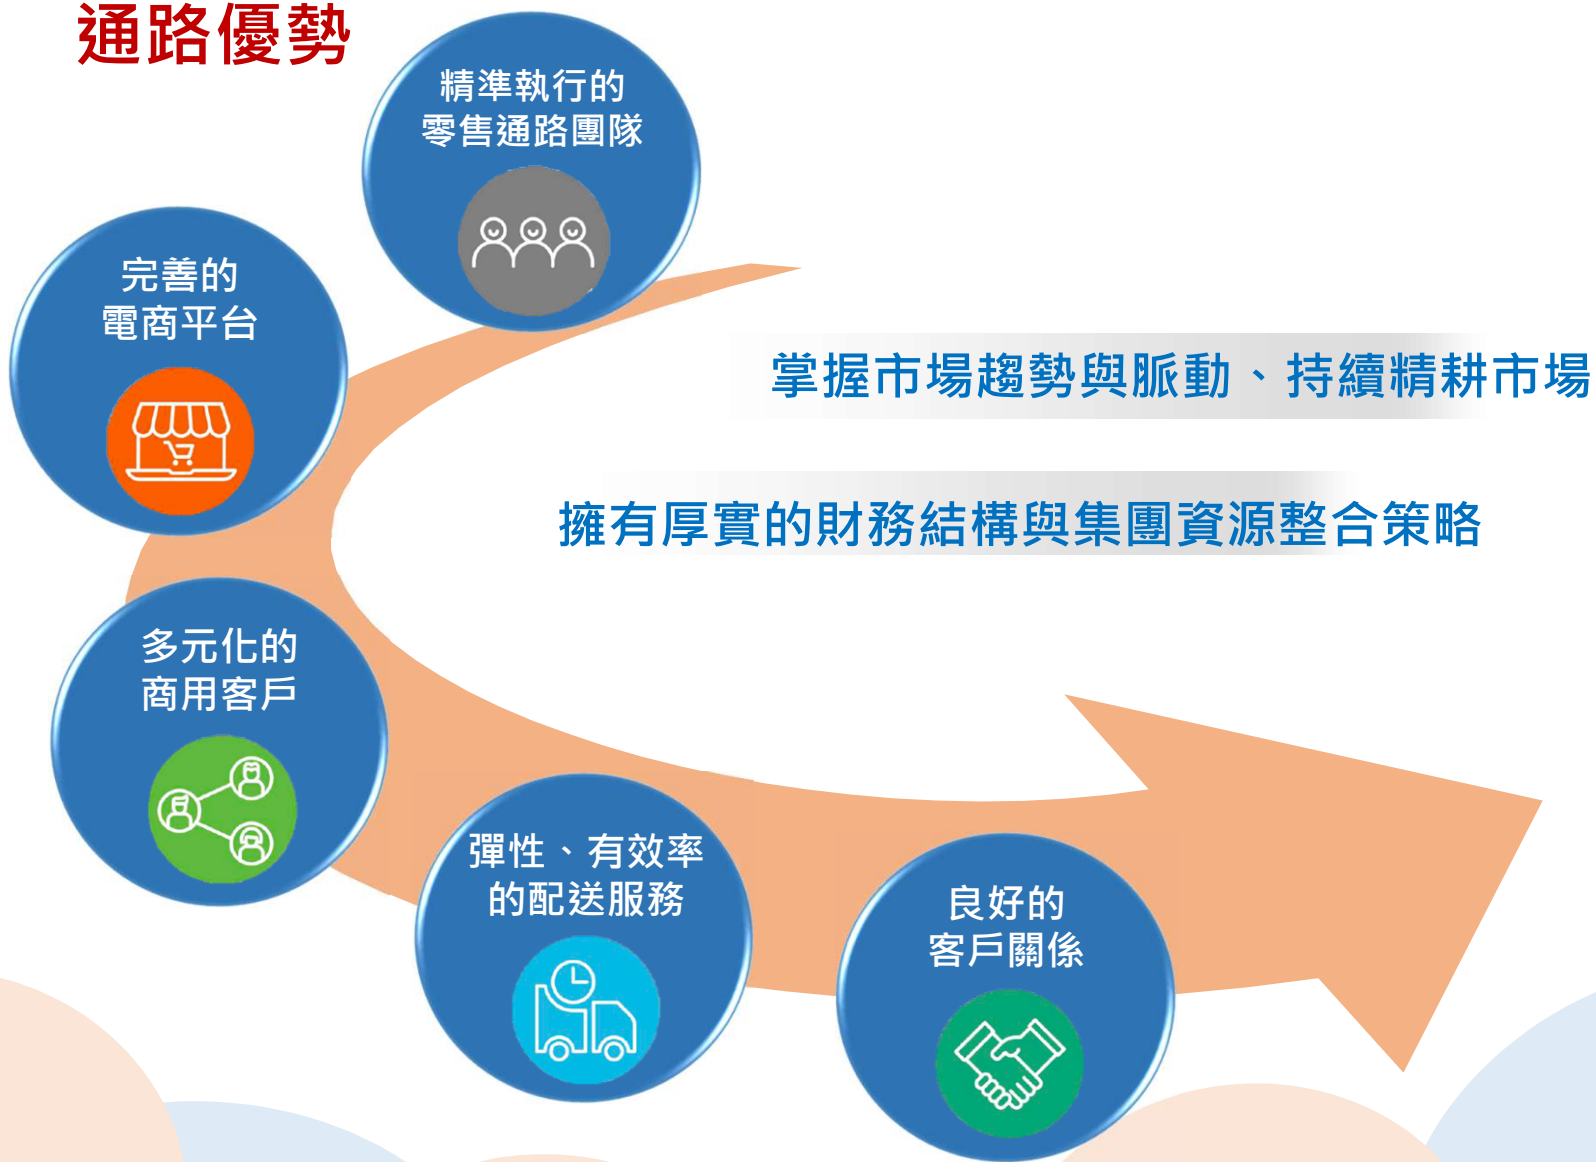 通路優勢
精準執行的
零售通路團隊
完善的
電商平台
掌握市場趨勢與脈動、持續精耕市場
擁有厚實的財務結構與集團資源整合策略
多元化的
商用客戶
彈性、有效率
的配送服務
良好的
客戶關係